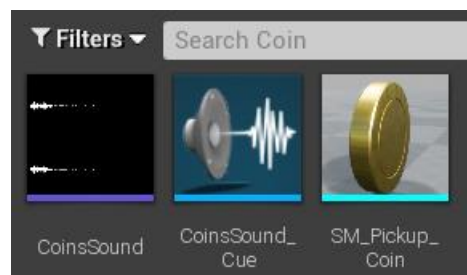 Filters
Search Coin
CoinsSound
CoinsSound_
Cue
SM_Pickup_
Coin